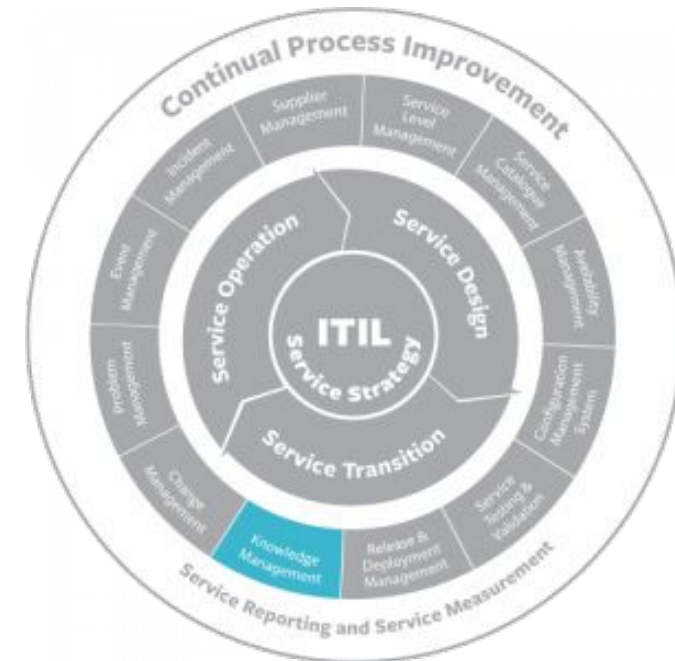 Continual Process Improvement
Supplier
Management
Service
Level
Management
Service
Catalogue
Management
Availability
Management
Configuration
Management
System
Service
Testing &
Validation
Release &
Deployment
Management
Knowledge
Management
Change
Management
Problem
Management
Event
Management
Incident
Management
Service Operation
Service Design
Service Transition
ITIL
Service Strategy
Service Reporting and Service Measurement